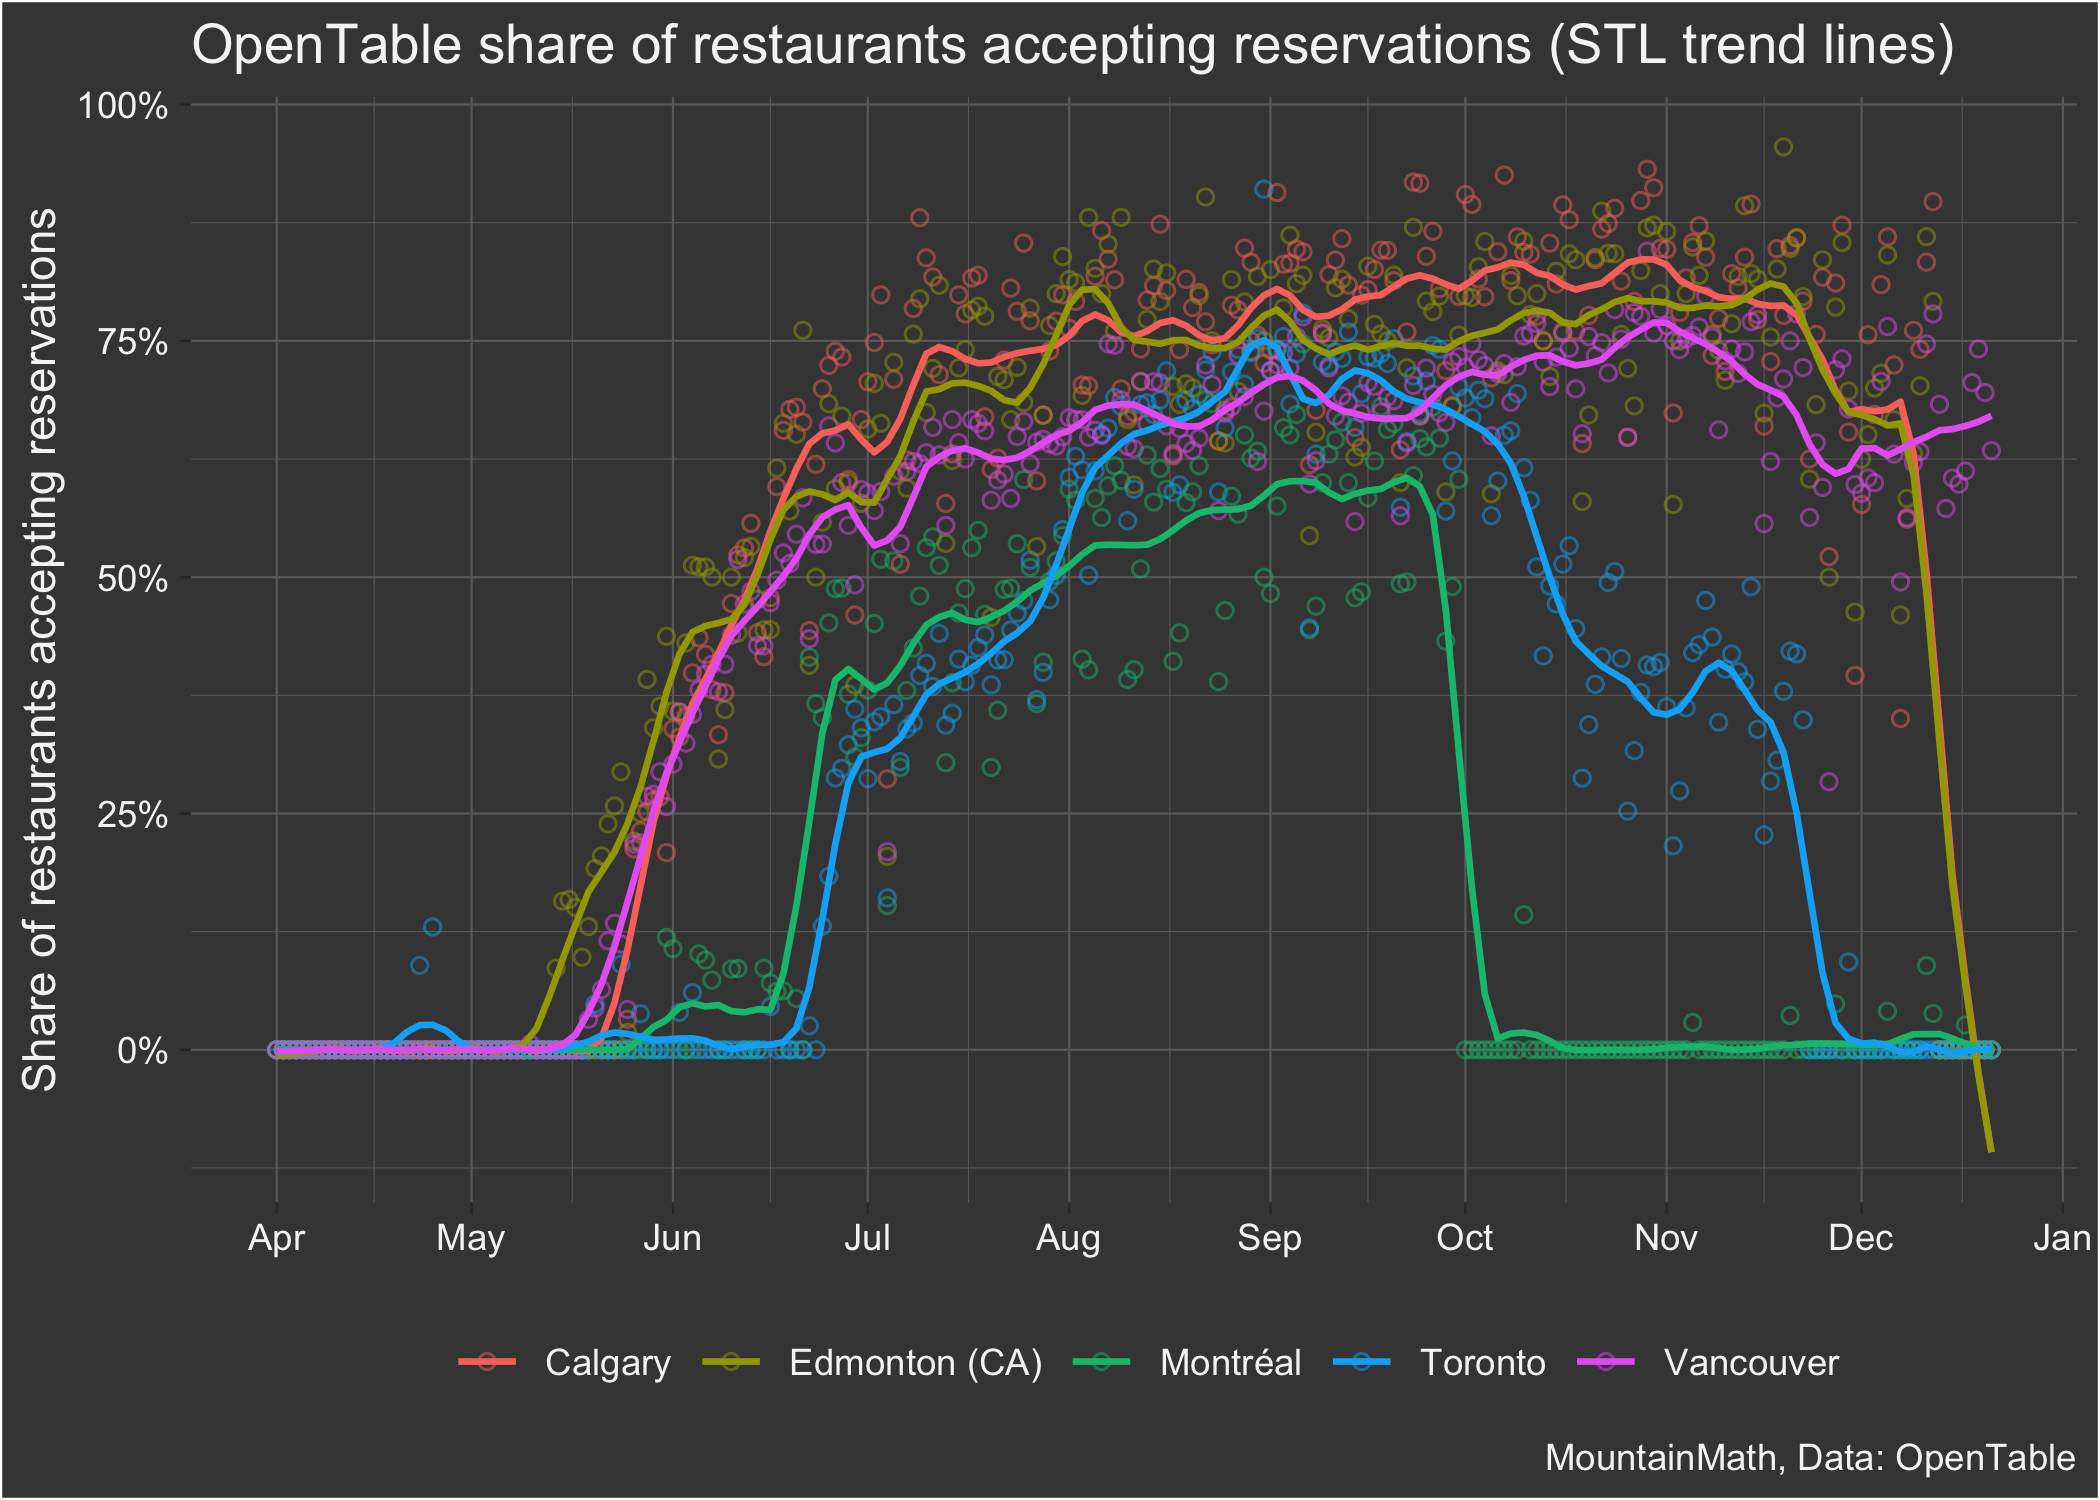 OpenTable share of restaurants accepting reservations (STL trend lines)
Share of restaurants accepting reservations
100%
75%
50%
25%
0%
Apr May Jun Jul Aug Sep Oct Nov Dec Jan
Calgary Edmonton (CA) Montréal Toronto Vancouver
MountainMath, Data: OpenTable